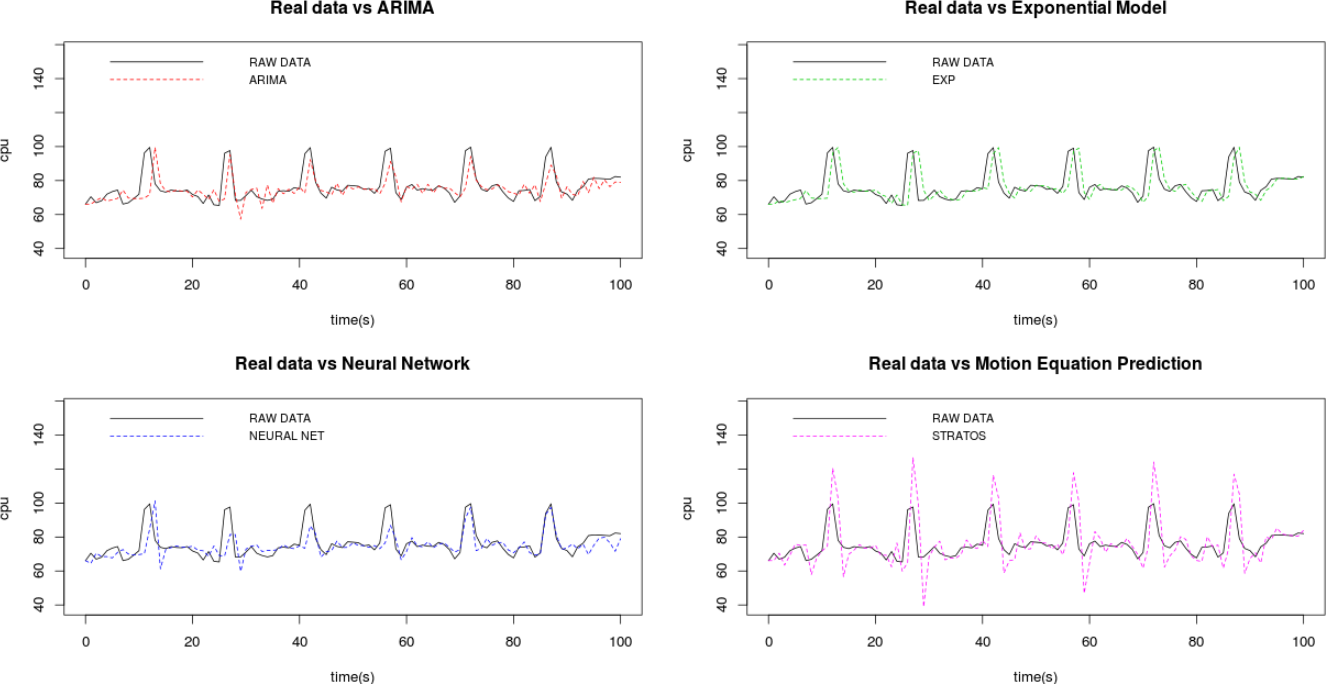 Real data vs ARIMA
RAW DATA
ARIMA
cpu
140
100
80
60
40
0 20 40 60 80 100
time(s)
Real data vs Exponential Model
RAW DATA
EXP
cpu
140
100
80
60
40
0 20 40 60 80 100
time(s)
Real data vs Neural Network
RAW DATA
NEURAL NET
cpu
140
100
80
60
40
0 20 40 60 80 100
time(s)
Real data vs Motion Equation Prediction
RAW DATA
STRATOS
cpu
140
100
80
60
40
0 20 40 60 80 100
time(s)